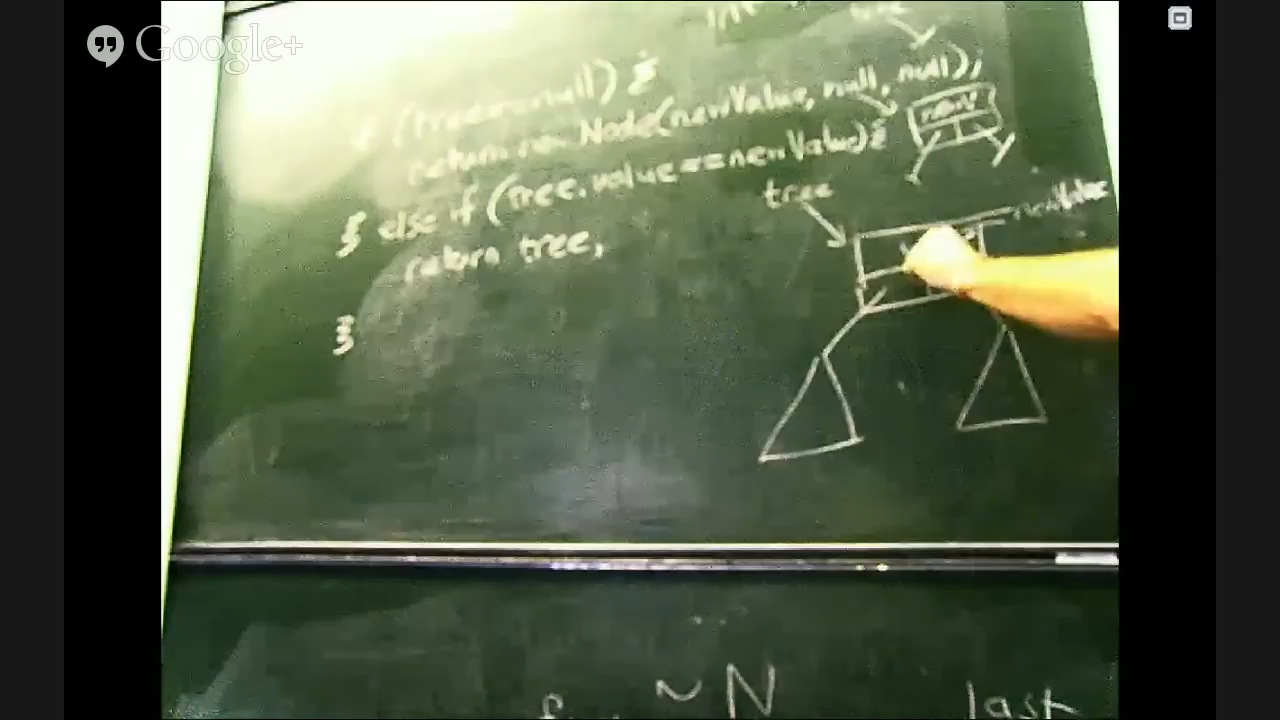 Google+
if (tree==null) {
return new Node(newValue, null, null);
new
} else if (tree.value==newValue){
tree
newValue
return tree;
}
~N
last